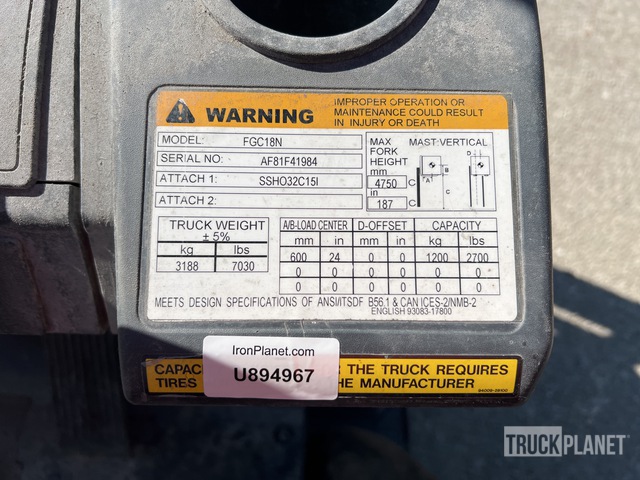 WARNING
IMPROPER OPERATION OR
MAINTENANCE COULD RESULT
IN INJURY OR DEATH
MODEL: FGC18N
SERIAL NO: AF81F41984
ATTACH 1: SSHO32C15I
ATTACH 2:
MAX
FORK
HEIGHT
mm
4750
in
187
MAST:VERTICAL
D
B
A
C
TRUCK WEIGHT
± 5%
kg lbs
3188 7030
A/B-LOAD CENTER D-OFFSET CAPACITY
mm in mm in kg lbs
600 24 0 0 1200 2700
0 0 0 0 0 0
0 0 0 0 0 0
MEETS DESIGN SPECIFICATIONS OF ANSI/ITSDF B56.1 & CAN ICES-2/NMB-2
ENGLISH 93083-17800
IronPlanet.com
U894967
CAPAC THE TRUCK REQUIRES
TIRES HE MANUFACTURER
TRUCKPLANET